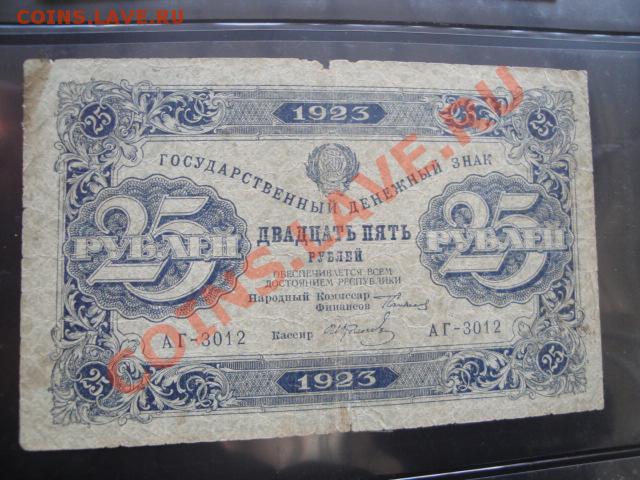 COINS.LAVE.RU
1923
25
25
ГОСУДАРСТВЕННЫЙ ДЕНЕЖНЫЙ ЗНАК
25 РУБЛЕЙ
25 РУБЛЕЙ
ДВАДЦАТЬ ПЯТЬ
РУБЛЕЙ
ОБЕСПЕЧИВАЕТСЯ ВСЕМ
ДОСТОЯНИЕМ РЕСПУБЛИКИ
Народный Комиссар
Финансов
АГ-3012
Кассир
АГ-3012
25
25
1923
COINS.LAVE.RU